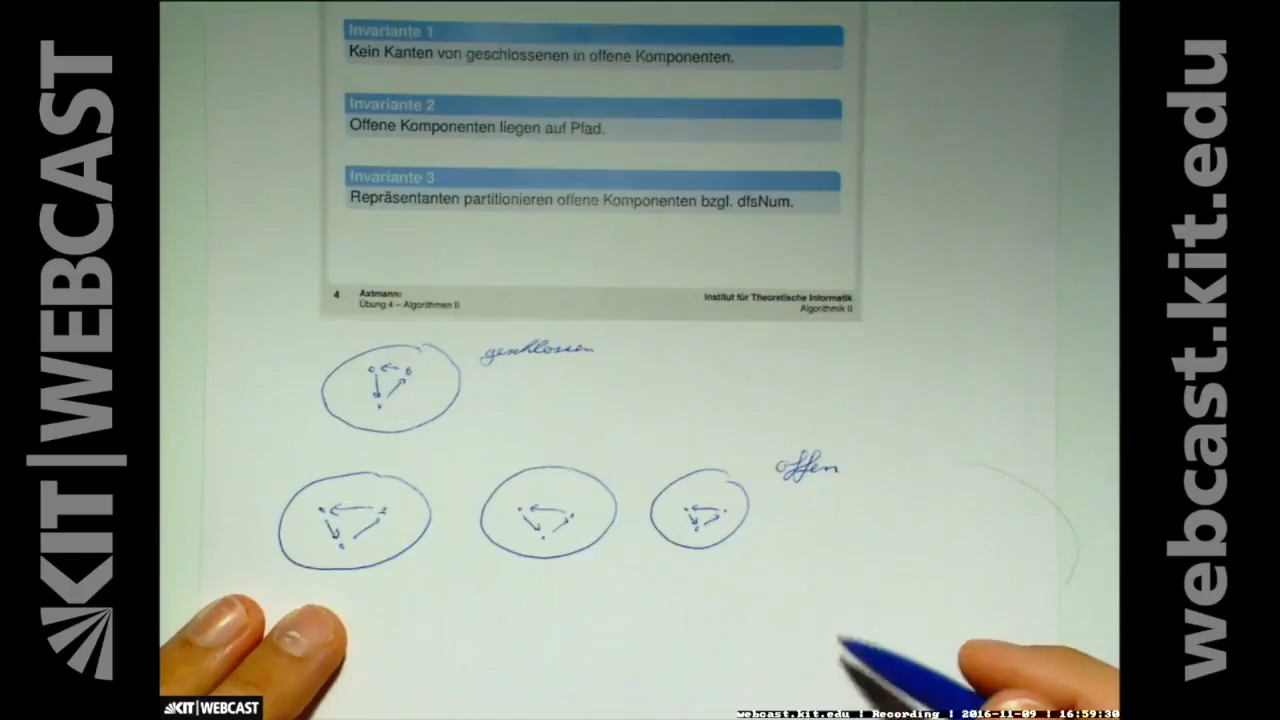 Invariante 1
Kein Kanten von geschlossenen in offene Komponenten.
Invariante 2
Offene Komponenten liegen auf Pfad.
Invariante 3
Repräsentanten partitionieren offene Komponenten bzgl. dfsNum.
4 Axtmann: Institut für Theoretische Informatik
Übung 4 – Algorithmen II Algorithmik II
geschlossen
offen
KIT|WEBCAST
webcast.kit.edu
KIT|WEBCAST
webcast.kit.edu | Recording | 2016-11-09 | 16:59:30